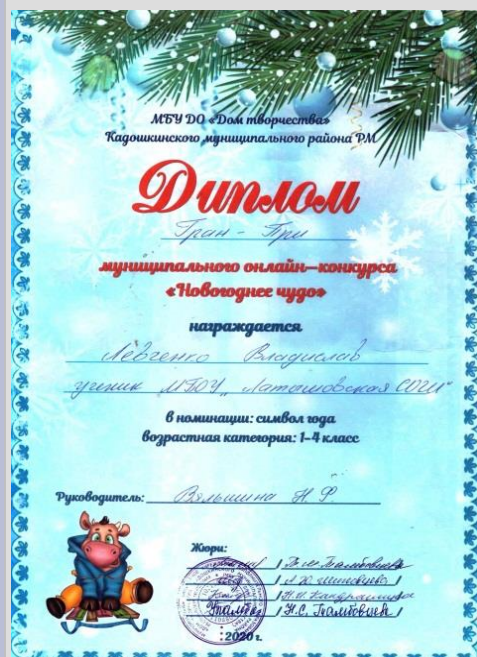 МБУ ДО «Дом творчества»
Кадошкинского муниципального района РМ
Диплом
Гран-При
муниципального онлайн–конкурса
«Новогоднее чудо»
награждается
Левченко Владислав
ученик МБОУ „Латышовская СОШ"
в номинации: символ года
возрастная категория: 1-4 класс
Руководитель: Вяльшина Н.Ф.
Жюри:
2020 г.